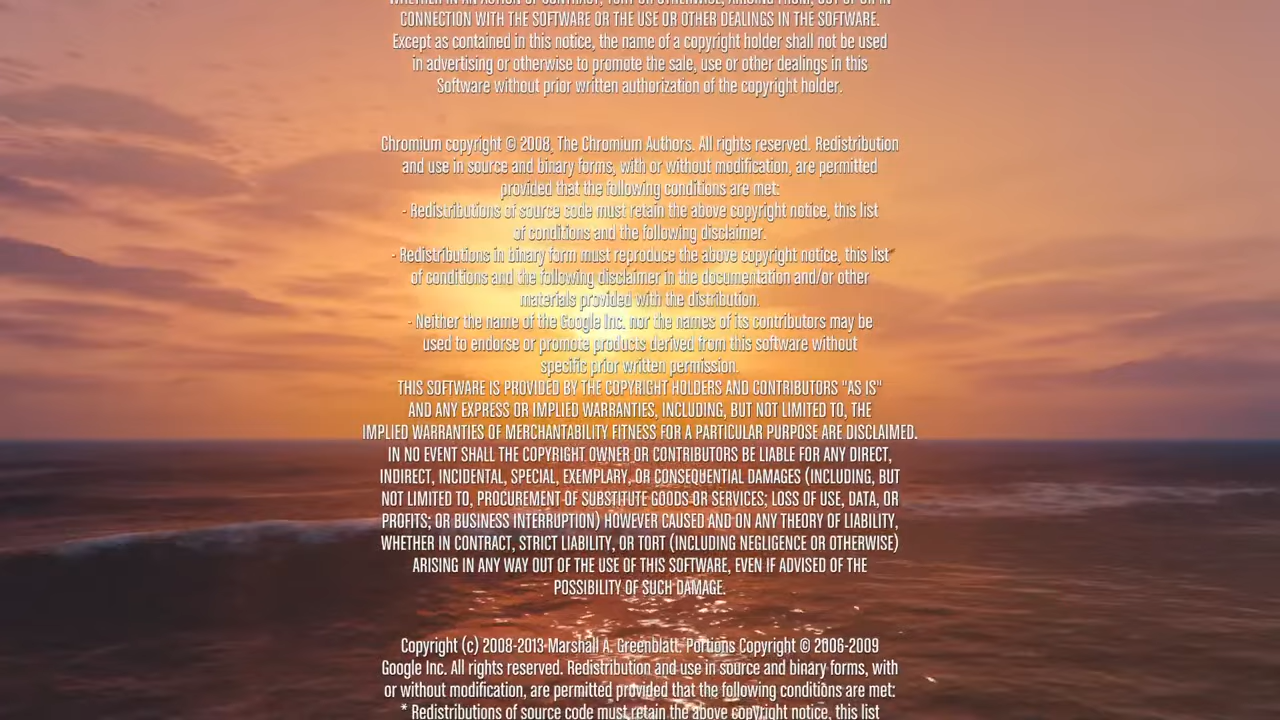 WHETHER IN AN ACTION OF CONTRACT, TORT OR OTHERWISE, ARISING FROM, OUT OF OR IN
CONNECTION WITH THE SOFTWARE OR THE USE OR OTHER DEALINGS IN THE SOFTWARE.
Except as contained in this notice, the name of a copyright holder shall not be used
in advertising or otherwise to promote the sale, use or other dealings in this
Software without prior written authorization of the copyright holder.
Chromium copyright © 2008, The Chromium Authors. All rights reserved. Redistribution
and use in source and binary forms, with or without modification, are permitted
provided that the following conditions are met:
- Redistributions of source code must retain the above copyright notice, this list
of conditions and the following disclaimer.
- Redistributions in binary form must reproduce the above copyright notice, this list
of conditions and the following disclaimer in the documentation and/or other
materials provided with the distribution.
- Neither the name of the Google Inc. nor the names of its contributors may be
used to endorse or promote products derived from this software without
specific prior written permission.
THIS SOFTWARE IS PROVIDED BY THE COPYRIGHT HOLDERS AND CONTRIBUTORS "AS IS"
AND ANY EXPRESS OR IMPLIED WARRANTIES, INCLUDING, BUT NOT LIMITED TO, THE
IMPLIED WARRANTIES OF MERCHANTABILITY FITNESS FOR A PARTICULAR PURPOSE ARE DISCLAIMED.
IN NO EVENT SHALL THE COPYRIGHT OWNER OR CONTRIBUTORS BE LIABLE FOR ANY DIRECT,
INDIRECT, INCIDENTAL, SPECIAL, EXEMPLARY, OR CONSEQUENTIAL DAMAGES (INCLUDING, BUT
NOT LIMITED TO, PROCUREMENT OF SUBSTITUTE GOODS OR SERVICES; LOSS OF USE, DATA, OR
PROFITS; OR BUSINESS INTERRUPTION) HOWEVER CAUSED AND ON ANY THEORY OF LIABILITY,
WHETHER IN CONTRACT, STRICT LIABILITY, OR TORT (INCLUDING NEGLIGENCE OR OTHERWISE)
ARISING IN ANY WAY OUT OF THE USE OF THIS SOFTWARE, EVEN IF ADVISED OF THE
POSSIBILITY OF SUCH DAMAGE.
Copyright (c) 2008-2013 Marshall A. Greenblatt. Portions Copyright © 2006-2009
Google Inc. All rights reserved. Redistribution and use in source and binary forms, with
or without modification, are permitted provided that the following conditions are met:
* Redistributions of source code must retain the above copyright notice, this list